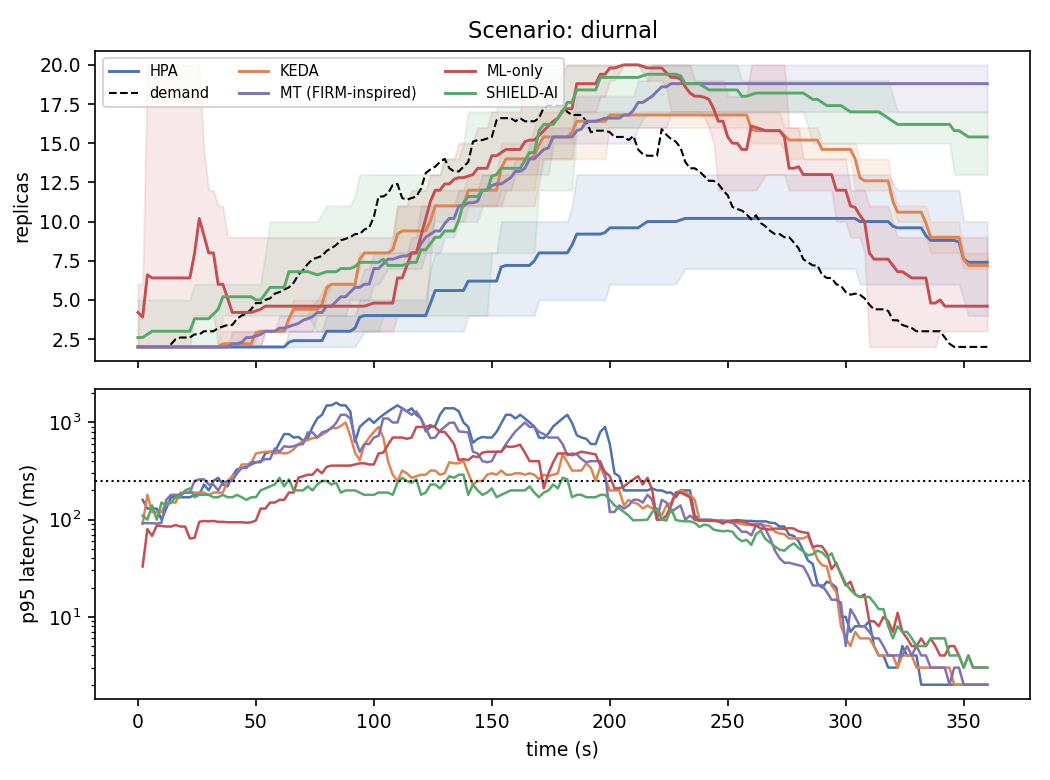 Scenario: diurnal
HPA
demand
KEDA
MT (FIRM-inspired)
ML-only
SHIELD-AI
replicas
20.0
17.5
15.0
12.5
10.0
7.5
5.0
2.5
p95 latency (ms)
10³
10²
10¹
0 50 100 150 200 250 300 350
time (s)